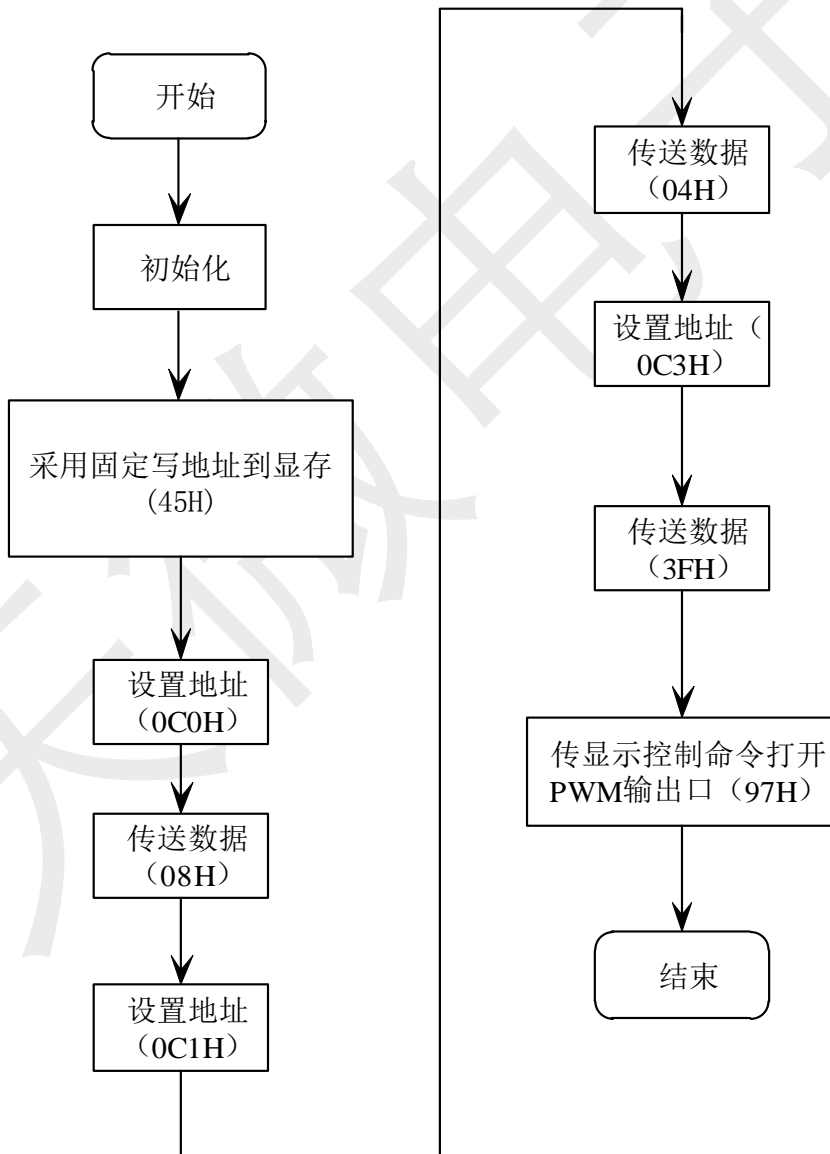 开始
初始化
采用固定写地址到显存
(45H)
设置地址
（0C0H）
传送数据
（08H）
设置地址
（0C1H）
传送数据
（04H）
设置地址（
0C3H）
传送数据
（3FH）
传显示控制命令打开
PWM输出口（97H）
结束